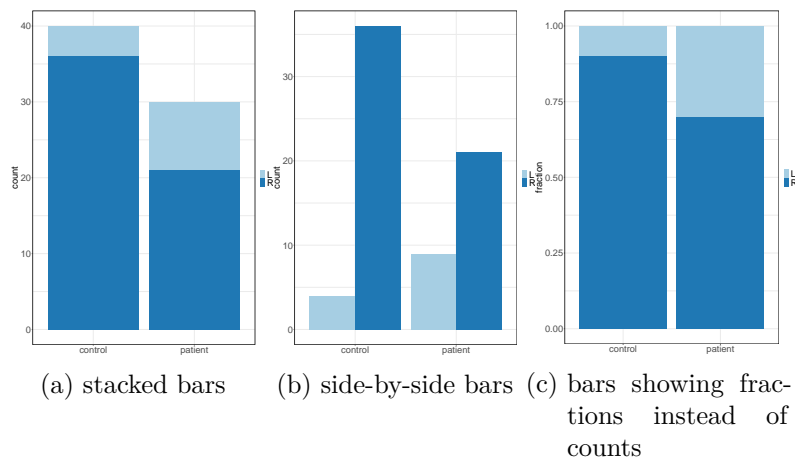 40
30
20
10
0
count
control
patient
L
R
30
20
10
0
count
control
patient
L
R
1.00
0.75
0.50
0.25
0.00
fraction
control
patient
L
R
(a) stacked bars
(b) side-by-side bars
(c) bars showing frac-
tions instead of
counts